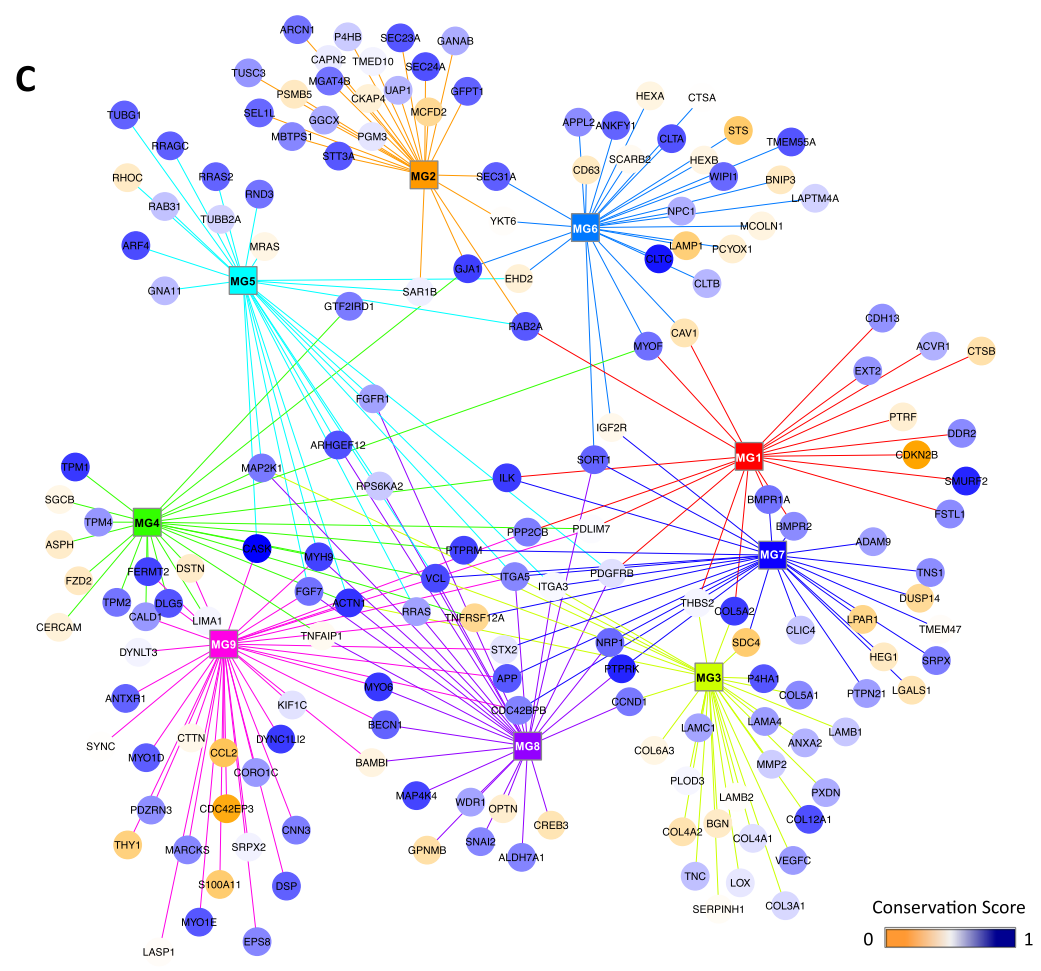 C
ARCN1
P4HB
SEC23A
GANAB
CAPN2
TMED10
SEC24A
TUSC3
MGAT4B
UAP1
GFPT1
PSMB5
CKAP4
MCFD2
SEL1L
GGCX
PGM3
MBTPS1
STT3A
MG2
SEC31A
YKT6
TUBG1
RRAGC
RHOC
RRAS2
RND3
RAB31
TUBB2A
ARF4
MRAS
GNA11
MG5
HEXA
CTSA
APPL2
ANKFY1
CLTA
STS
TMEM55A
SCARB2
HEXB
CD63
WIPI1
BNIP3
LAPTM4A
NPC1
MCOLN1
MG6
LAMP1
PCYOX1
CLTC
CLTB
GJA1
EHD2
SAR1B
GTF2IRD1
RAB2A
MYOF
CAV1
CDH13
ACVR1
CTSB
EXT2
PTRF
DDR2
CDKN2B
SMURF2
FSTL1
MG1
FGFR1
IGF2R
ARHGEF12
SORT1
MAP2K1
RPS6KA2
ILK
BMPR1A
BMPR2
TPM1
SGCB
TPM4
MG4
ASPH
FZD2
FERMT2
DSTN
TPM2
DLG5
CALD1
LIMA1
CERCAM
CASK
MYH9
FGF7
ACTN1
PPP2CB
PDLIM7
PTPRM
VCL
ITGA5
ITGA3
PDGFRB
RRAS
TNFRSF12A
TNFAIP1
STX2
NRP1
PTPRK
THBS2
COL5A2
SDC4
MG7
ADAM9
TNS1
DUSP14
LPAR1
TMEM47
CLIC4
HEG1
SRPX
PTPN21
LGALS1
MG9
DYNLT3
ANTXR1
SYNC
KIF1C
MYO6
APP
CDC42BPB
CCND1
BECN1
BAMBI
MG8
MG3
P4HA1
COL5A1
LAMC1
LAMA4
LAMB1
ANXA2
COL6A3
MMP2
PLOD3
PXDN
LAMB2
COL12A1
BGN
COL4A2
COL4A1
VEGFC
TNC
LOX
COL3A1
SERPINH1
CTTN
MYO1D
CCL2
DYNC1LI2
CORO1C
PDZRN3
CDC42EP3
CNN3
THY1
MARCKS
SRPX2
S100A11
DSP
MYO1E
EPS8
LASP1
MAP4K4
WDR1
OPTN
CREB3
GPNMB
SNAI2
ALDH7A1
Conservation Score
0 1